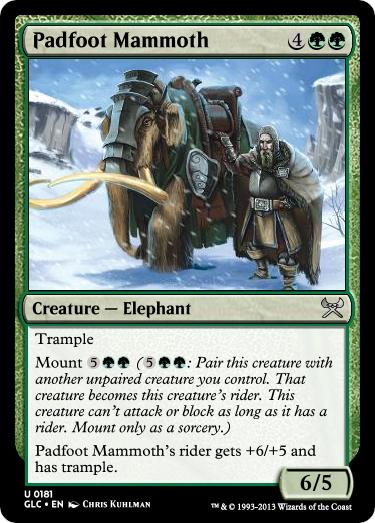 Padfoot Mammoth 4
Creature — Elephant
Trample
Mount 5 (5: Pair this creature with
another unpaired creature you control. That
creature becomes this creature's rider. This
creature can't attack or block as long as it has a
rider. Mount only as a sorcery.)
Padfoot Mammoth's rider gets +6/+5 and
has trample.
6/5
U 0181
GLC • EN Chris Kuhlman
™ & © 1993-2013 Wizards of the Coast